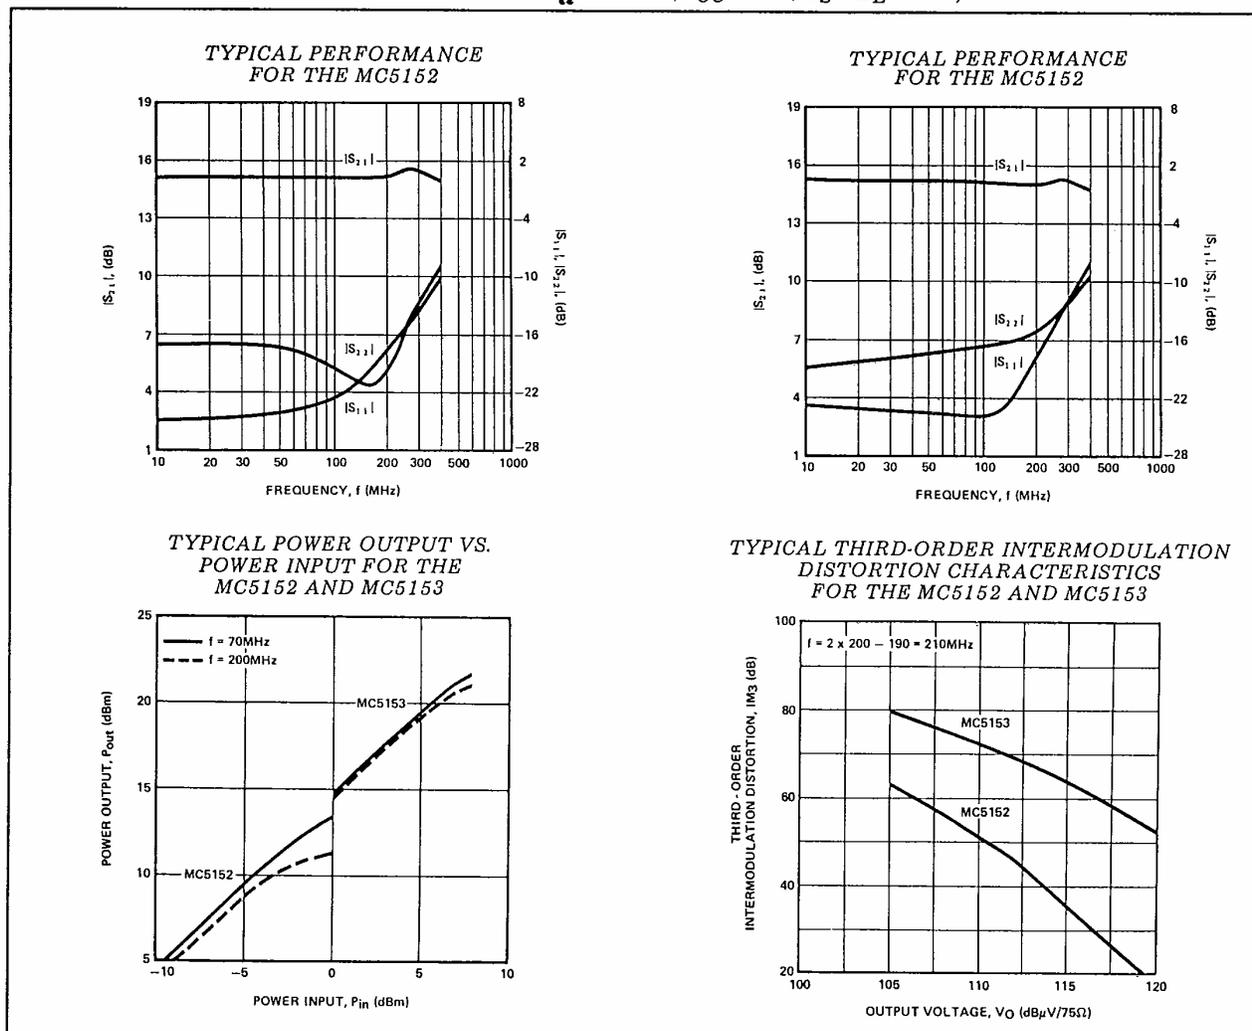 TYPICAL PERFORMANCE
FOR THE MC5152
19
16
13
10
7
4
1
8
2
-4
-10
-16
-22
-28
|S21|
|S22|
|S11|
|S21|, (dB)
|S11|, |S22|, (dB)
10 20 30 50 100 200 300 500 1000
FREQUENCY, f (MHz)
TYPICAL PERFORMANCE
FOR THE MC5152
19
16
13
10
7
4
1
8
2
-4
-10
-16
-22
-28
|S21|
|S22|
|S11|
|S21|, (dB)
|S11|, |S22|, (dB)
10 20 30 50 100 200 300 500 1000
FREQUENCY, f (MHz)
TYPICAL POWER OUTPUT VS.
POWER INPUT FOR THE
MC5152 AND MC5153
25
20
15
10
5
f = 70MHz
f = 200MHz
MC5153
MC5152
POWER OUTPUT, Pout (dBm)
-10 -5 0 5 10
POWER INPUT, Pin (dBm)
TYPICAL THIRD-ORDER INTERMODULATION
DISTORTION CHARACTERISTICS
FOR THE MC5152 AND MC5153
100
80
60
40
20
f = 2 x 200 – 190 = 210MHz
MC5153
MC5152
THIRD-ORDER
INTERMODULATION DISTORTION, IM3 (dB)
100 105 110 115 120
OUTPUT VOLTAGE, VO (dBμV/75Ω)